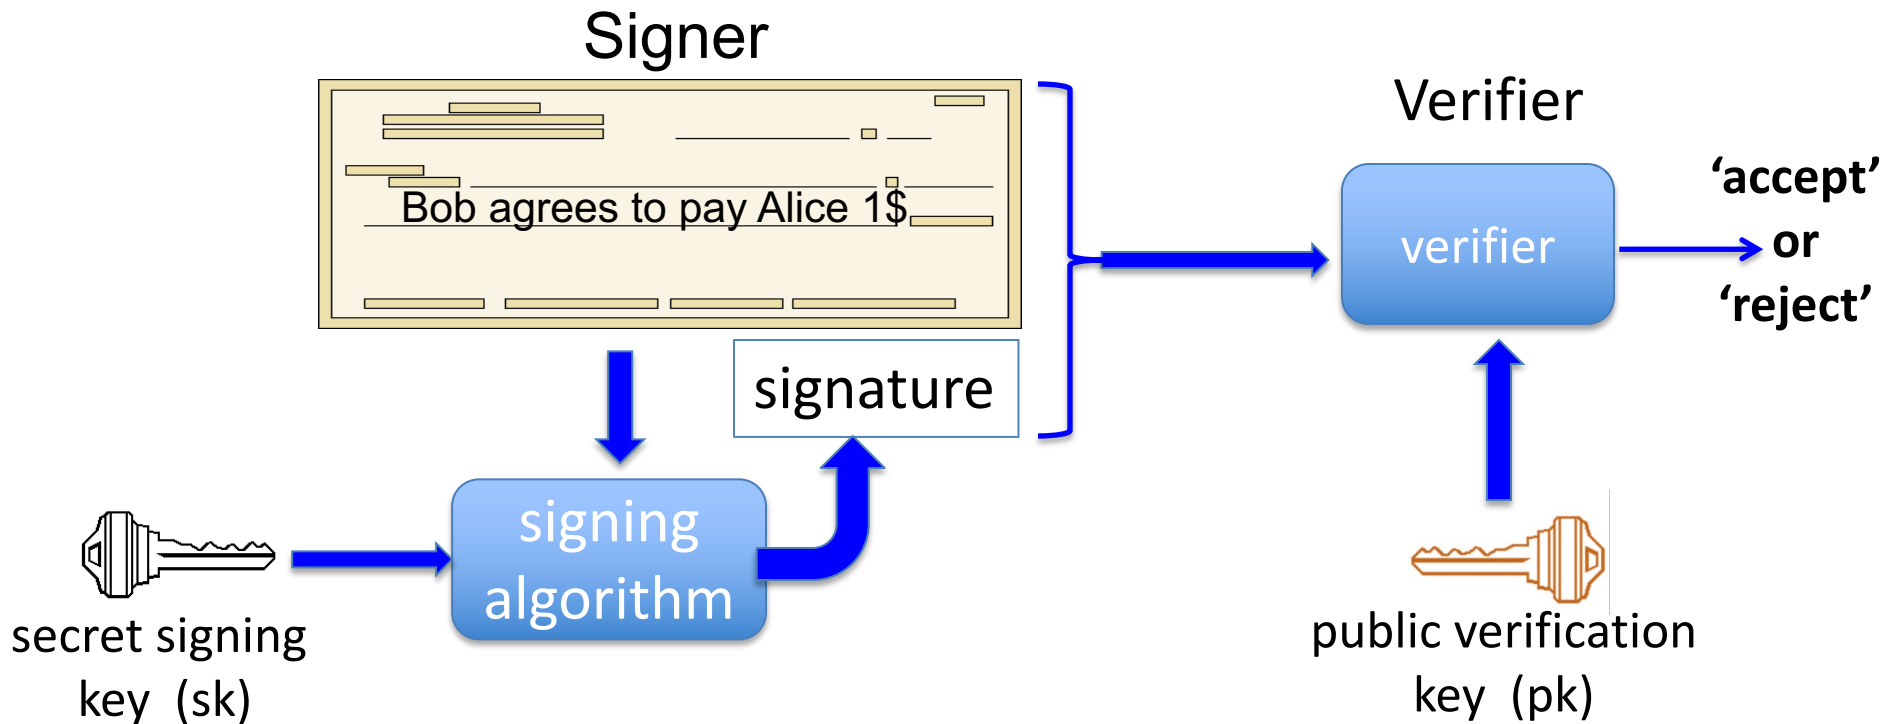 Signer
Bob agrees to pay Alice 1$
signature
signing
algorithm
secret signing
key (sk)
Verifier
verifier
‘accept’
or
‘reject’
public verification
key (pk)